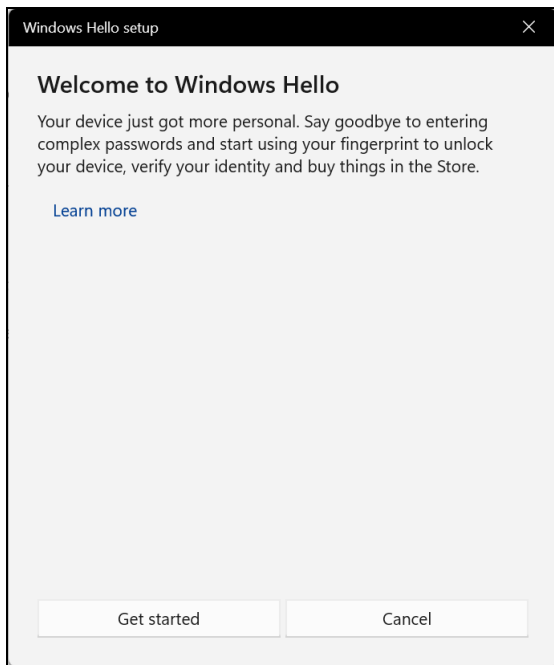 Windows Hello setup
Welcome to Windows Hello
Your device just got more personal. Say goodbye to entering
complex passwords and start using your fingerprint to unlock
your device, verify your identity and buy things in the Store.
Learn more
Get started
Cancel